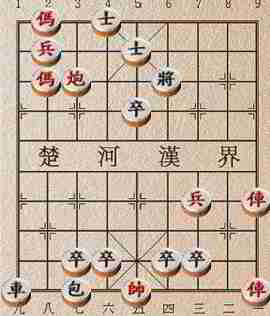 1 2 3 4 5 6 7 8 9
傌 士
兵 士
傌 炮 將
卒
楚 河 漢 界
兵 俥
卒 卒 卒 卒
車 包 帥 俥
九 八 七 六 五 四 三 二 一